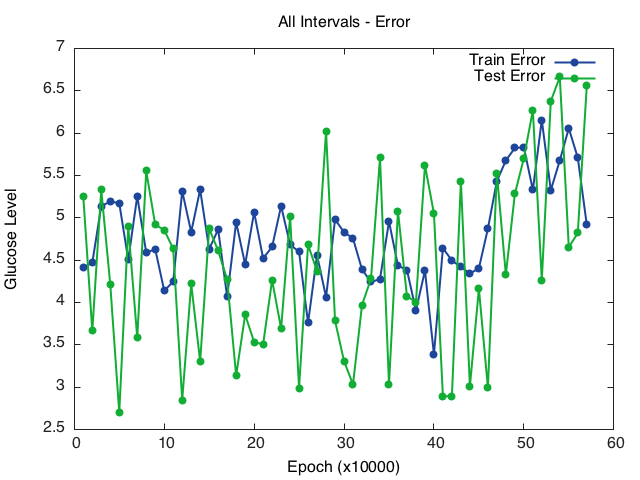 All Intervals - Error
Train Error
Test Error
Glucose Level
7
6.5
6
5.5
5
4.5
4
3.5
3
2.5
0 10 20 30 40 50 60
Epoch (x10000)